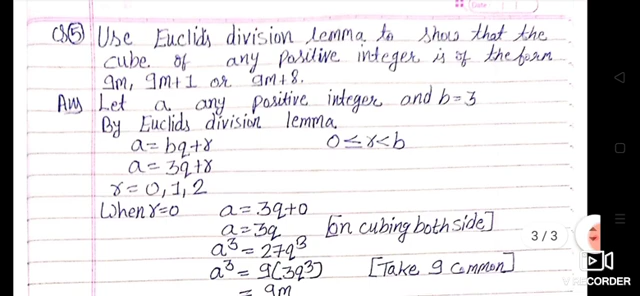 Q5 Use Euclid's division lemma to show that the
cube of any positive integer is of the form
9m, 9m+1 or 9m+8.
Ans Let a any positive integer and b=3
By Euclids division lemma
a=bq+r 0≤r<b
a=3q+r
r=0,1,2
When r=0 a=3q+0
a=3q [on cubing both side]
a³=27q³
a³=9(3q³) [Take 9 common]
=9m
3/3
V RECORDER